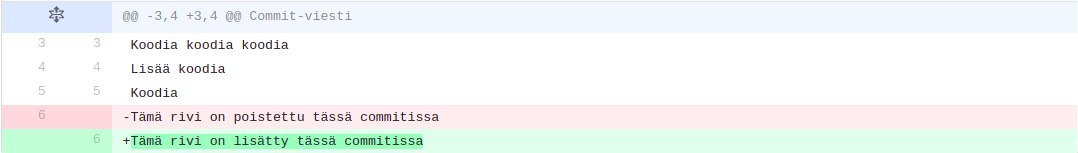 @@ -3,4 +3,4 @@ Commit-viesti
3 3 Koodia koodia koodia
4 4 Lisää koodia
5 5 Koodia
6 -Tämä rivi on poistettu tässä commitissa
6 +Tämä rivi on lisätty tässä commitissa